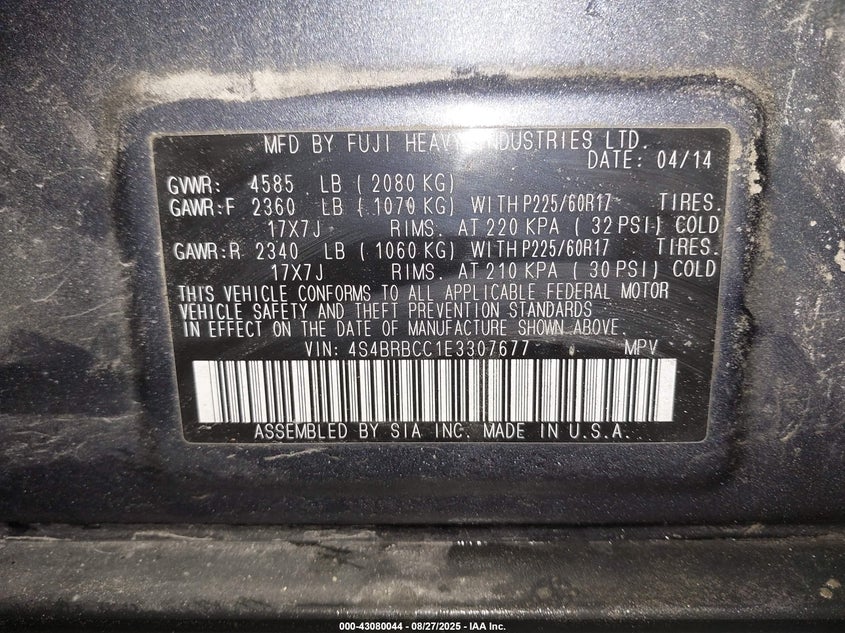 MFD BY FUJI HEAVY INDUSTRIES LTD.
DATE: 04/14
GVWR: 4585 LB ( 2080 KG)
GAWR:F 2360 LB ( 1070 KG) WITH P225/60R17 TIRES.
17X7J RIMS. AT 220 KPA ( 32 PSI) COLD
GAWR:R 2340 LB ( 1060 KG) WITH P225/60R17 TIRES.
17X7J RIMS. AT 210 KPA ( 30 PSI) COLD
THIS VEHICLE CONFORMS TO ALL APPLICABLE FEDERAL MOTOR
VEHICLE SAFETY AND THEFT PREVENTION STANDARDS
IN EFFECT ON THE DATE OF MANUFACTURE SHOWN ABOVE.
VIN: 4S4BRBCC1E3307677 MPV
ASSEMBLED BY SIA INC. MADE IN U.S.A.
000-43080044 - 08/27/2025 - IAA Inc.